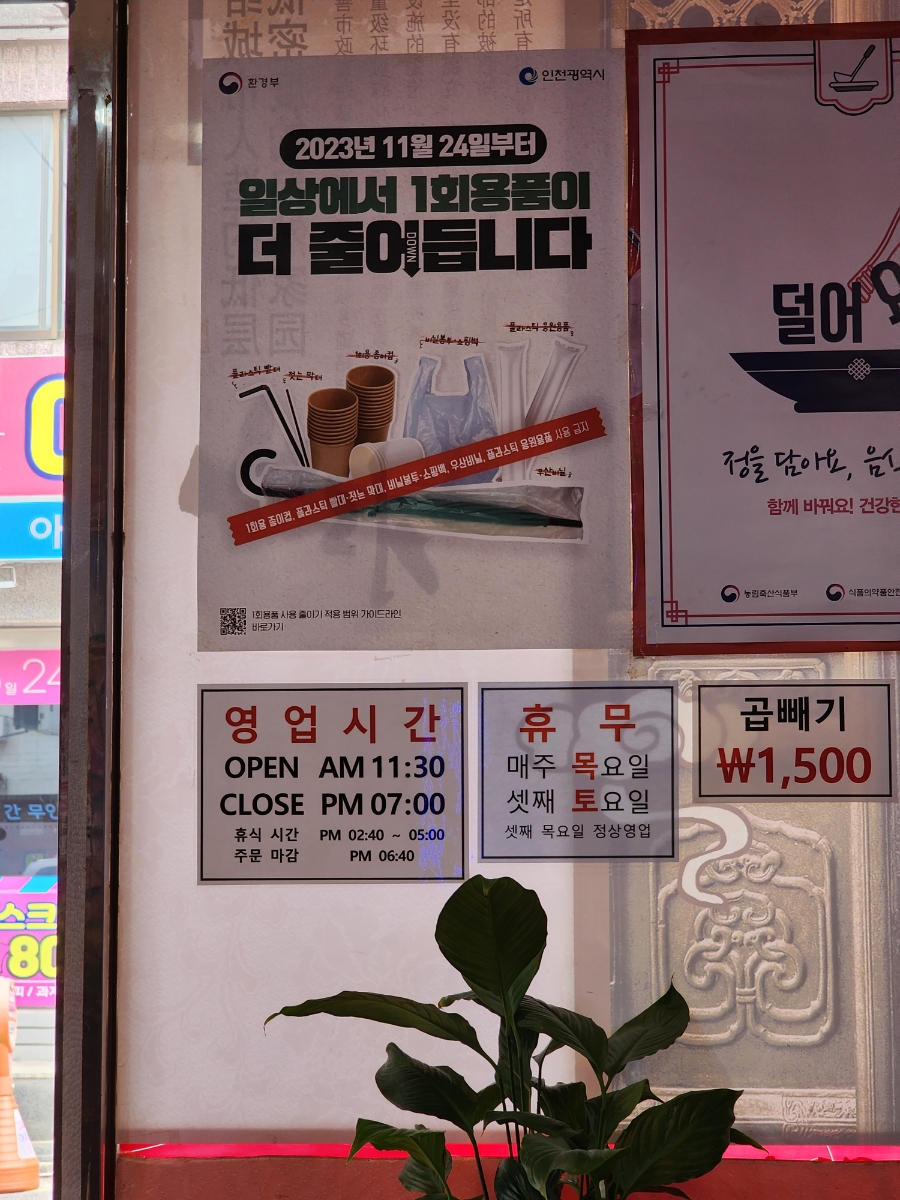 환경부
인천광역시
2023년 11월 24일부터
일상에서 1회용품이
더 줄어듭니다
DOWN
플라스틱 빨대
젓는 막대
1회용 종이컵
비닐봉투·쇼핑백
플라스틱 응원용품
우산비닐
1회용 종이컵, 플라스틱 빨대·젓는 막대, 비닐봉투·쇼핑백, 우산비닐, 플라스틱 응원용품 사용 금지
1회용품 사용 줄이기 적용 범위 가이드라인
바로가기
덜어
정을 담아요, 음식
함께 바꿔요! 건강한
농림축산식품부
식품의약품안전
영업시간
OPEN AM 11:30
CLOSE PM 07:00
휴식 시간 PM 02:40 ~ 05:00
주문 마감 PM 06:40
휴 무
매주 목요일
셋째 토요일
셋째 목요일 정상영업
곱빼기
₩1,500
아
일 24
간 무인
스크
80